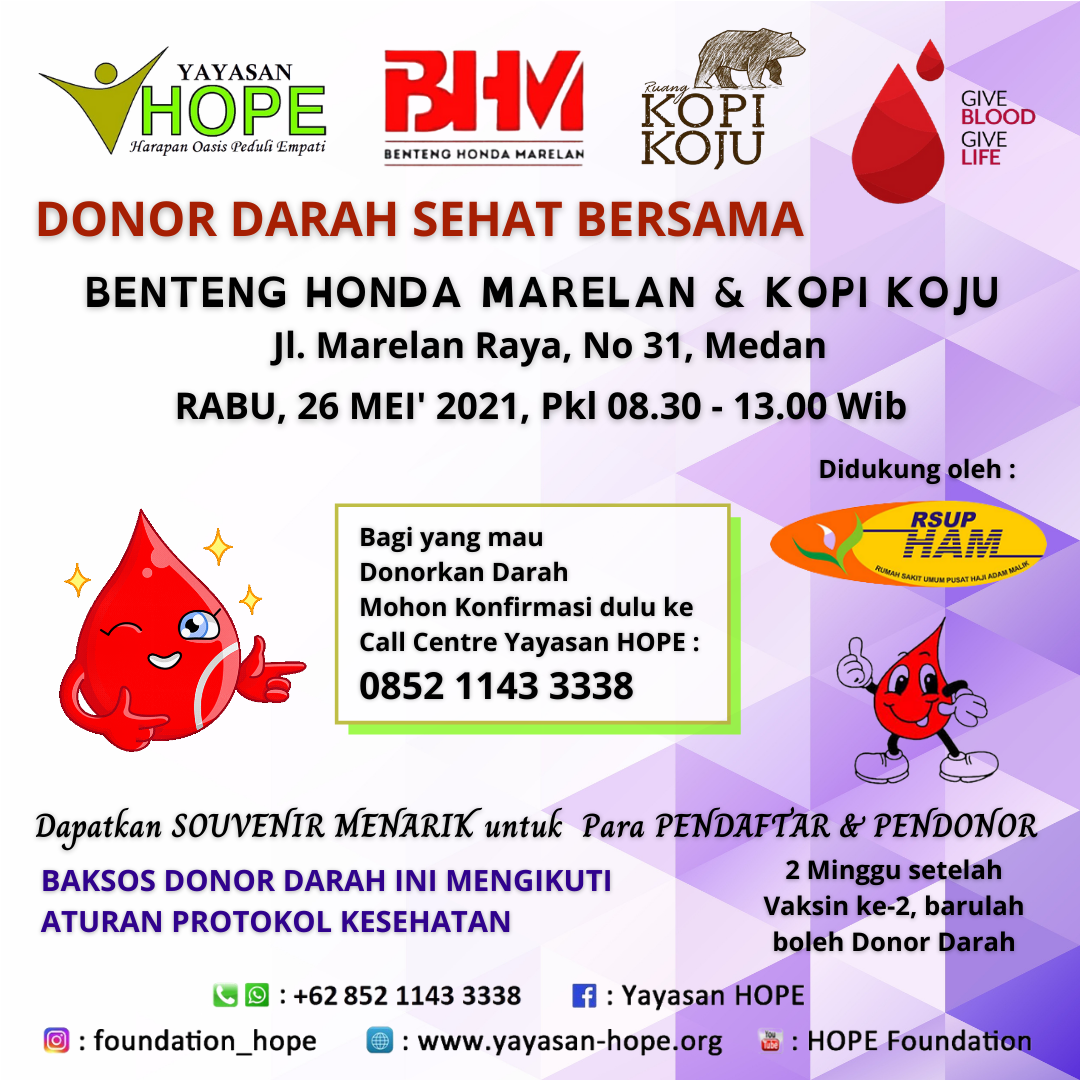 YAYASAN
HOPE
Harapan Oasis Peduli Empati
BHM
BENTENG HONDA MARELAN
Ruang
KOPI
KOJU
GIVE
BLOOD
GIVE
LIFE
DONOR DARAH SEHAT BERSAMA
BENTENG HONDA MARELAN & KOPI KOJU
Jl. Marelan Raya, No 31, Medan
RABU, 26 MEI' 2021, Pkl 08.30 - 13.00 Wib
Didukung oleh :
RSUP
HAM
RUMAH SAKIT UMUM PUSAT HAJI ADAM MALIK
Bagi yang mau
Donorkan Darah
Mohon Konfirmasi dulu ke
Call Centre Yayasan HOPE :
0852 1143 3338
Dapatkan SOUVENIR MENARIK untuk Para PENDAFTAR & PENDONOR
BAKSOS DONOR DARAH INI MENGIKUTI
ATURAN PROTOKOL KESEHATAN
2 Minggu setelah
Vaksin ke-2, barulah
boleh Donor Darah
: +62 852 1143 3338
: Yayasan HOPE
: foundation_hope
: www.yayasan-hope.org
You
Tube
: HOPE Foundation